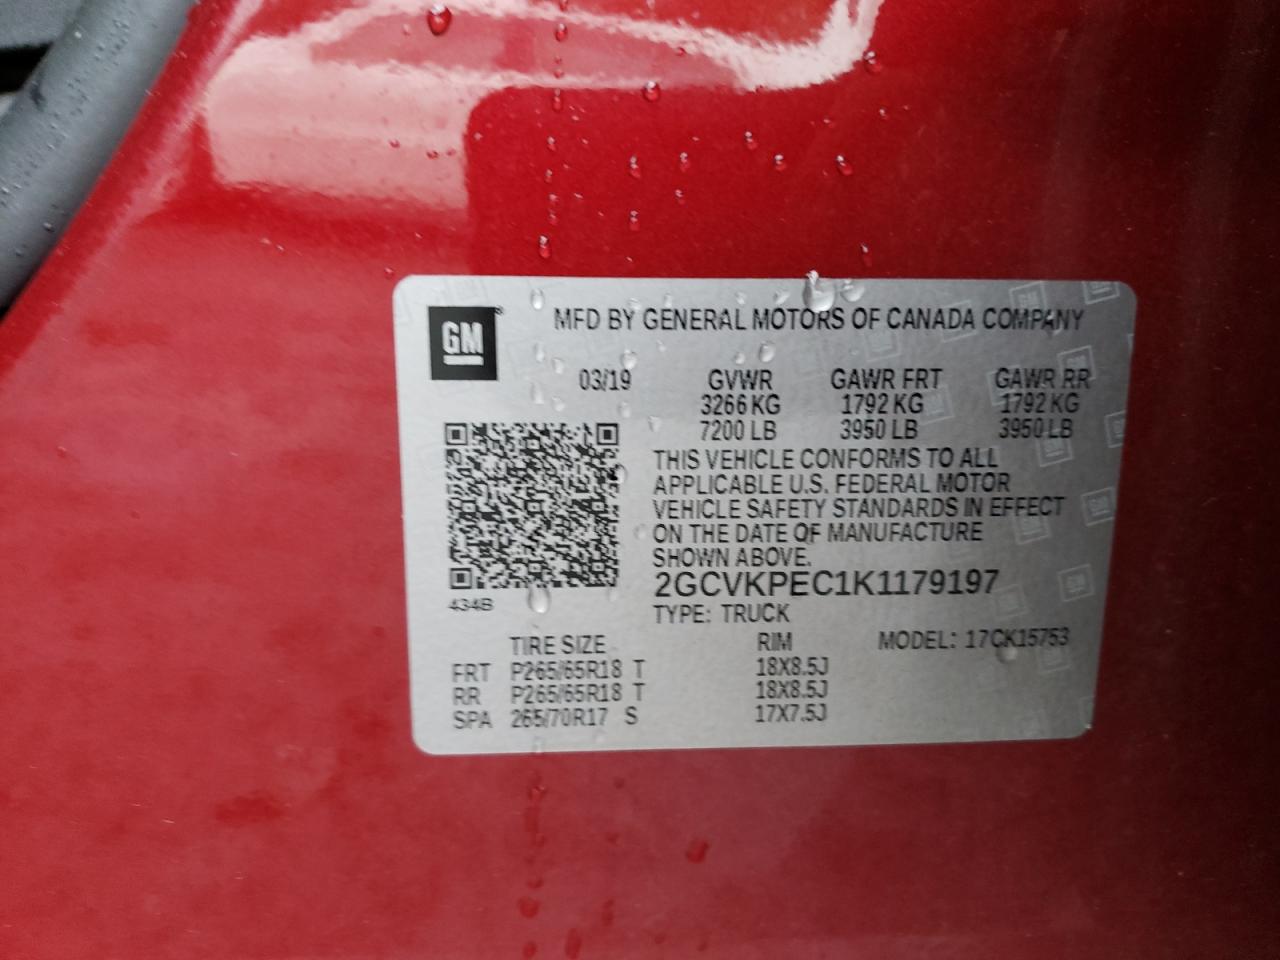 GM
MFD BY GENERAL MOTORS OF CANADA COMPANY
03/19 GVWR GAWR FRT GAWR RR
3266 KG 1792 KG 1792 KG
7200 LB 3950 LB 3950 LB
THIS VEHICLE CONFORMS TO ALL
APPLICABLE U.S. FEDERAL MOTOR
VEHICLE SAFETY STANDARDS IN EFFECT
ON THE DATE OF MANUFACTURE
SHOWN ABOVE.
2GCVKPEC1K1179197
434B
TYPE: TRUCK
TIRE SIZE RIM MODEL: 17CK15753
FRT P265/65R18 T 18X8.5J
RR P265/65R18 T 18X8.5J
SPA 265/70R17 S 17X7.5J